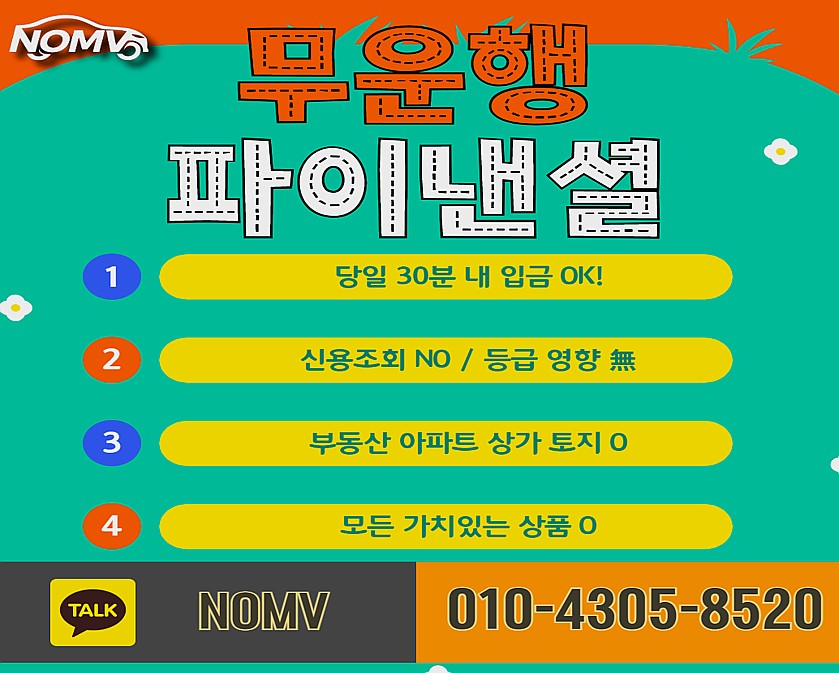 NOMV
무운행
파이낸셜
1 당일 30분 내 입금 OK!
2 신용조회 NO / 등급 영향 無
3 부동산 아파트 상가 토지 O
4 모든 가치있는 상품 O
TALK NOMV 010-4305-8520